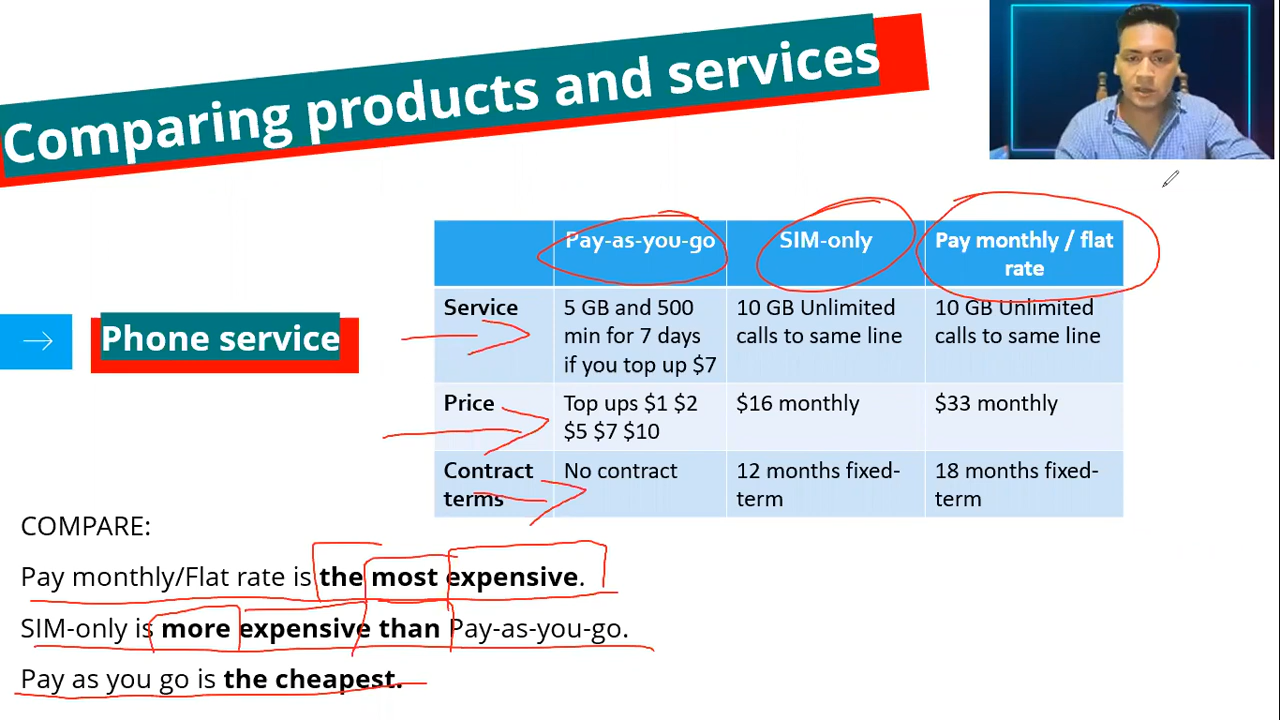 Comparing products and services
Phone service
Pay-as-you-go SIM-only Pay monthly / flat
rate
Service 5 GB and 500 10 GB Unlimited 10 GB Unlimited
min for 7 days calls to same line calls to same line
if you top up $7
Price Top ups $1 $2 $16 monthly $33 monthly
$5 $7 $10
Contract No contract 12 months fixed- 18 months fixed-
terms term term
COMPARE:
Pay monthly/Flat rate is the most expensive.
SIM-only is more expensive than Pay-as-you-go.
Pay as you go is the cheapest.